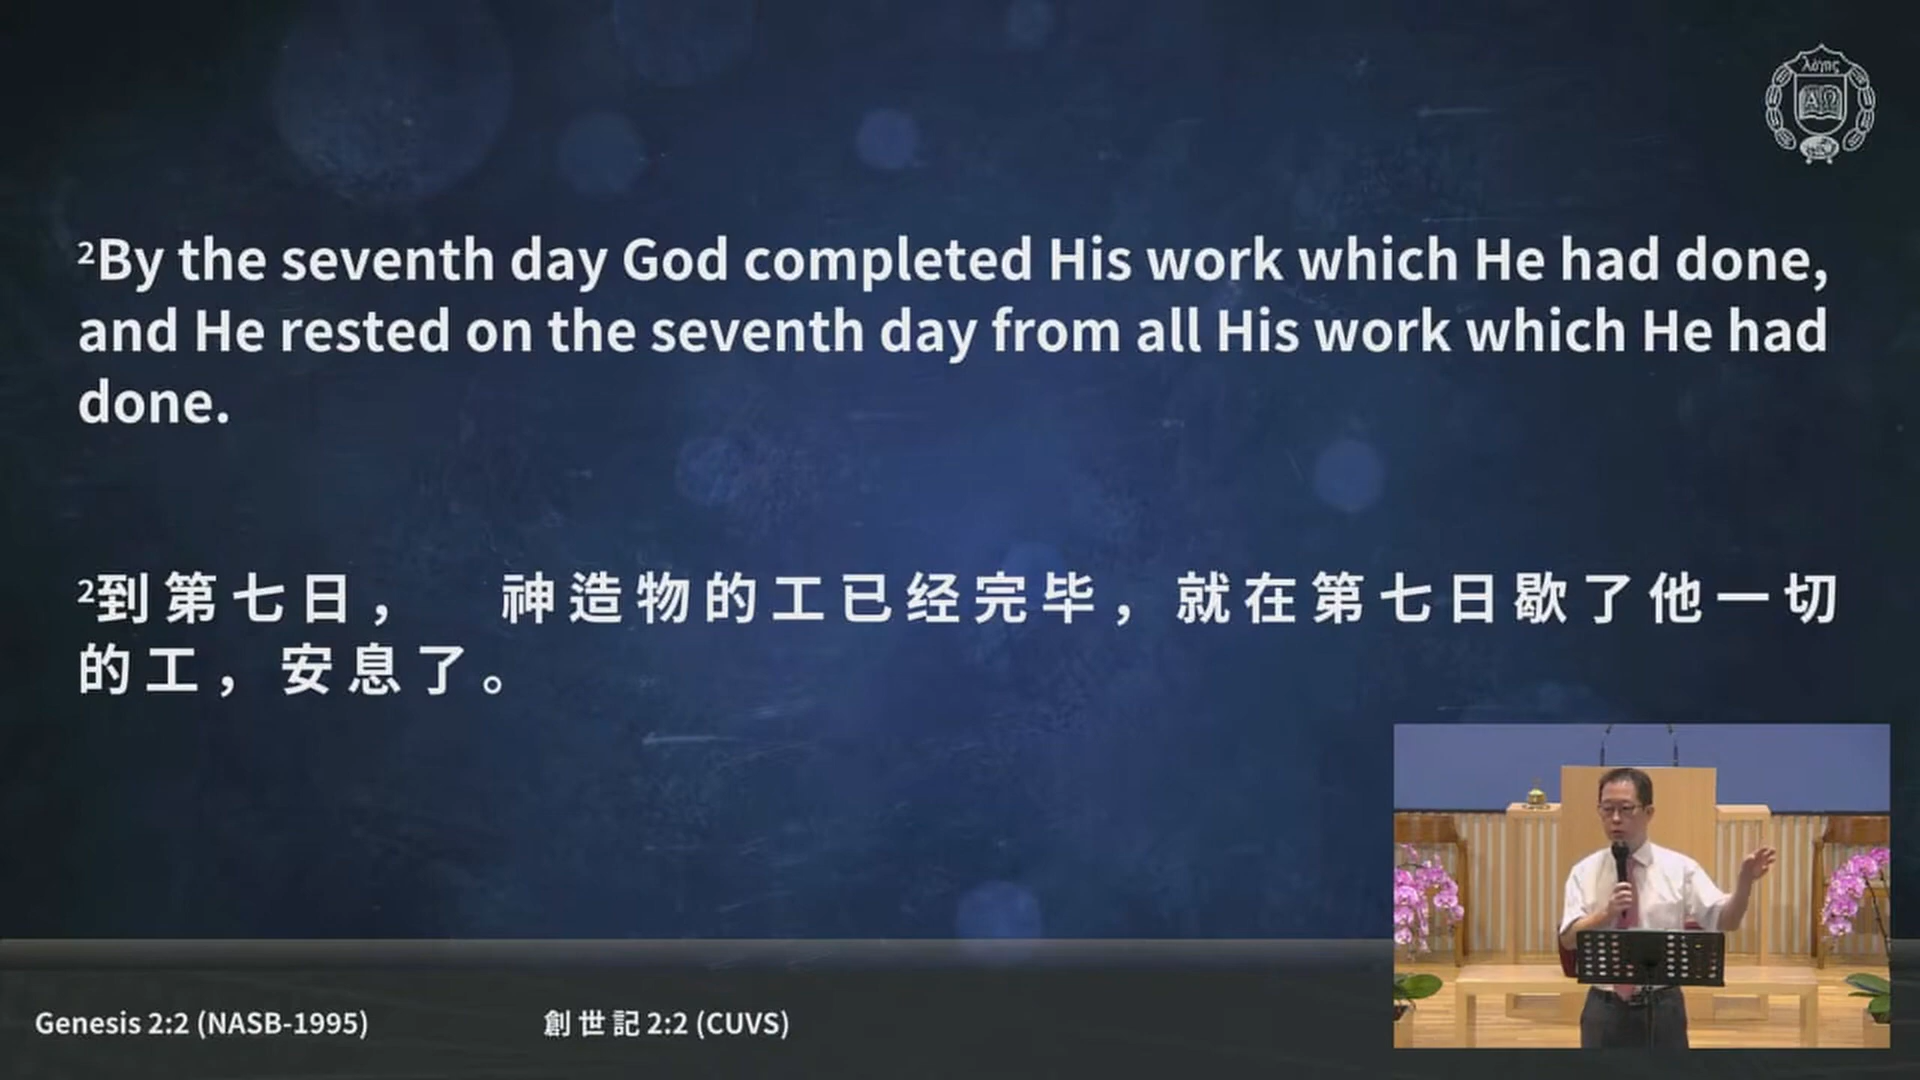 λόγος
ΑΩ
²By the seventh day God completed His work which He had done,
and He rested on the seventh day from all His work which He had
done.
²到第七日， 神造物的工已经完毕，就在第七日歇了他一切
的工，安息了。
Genesis 2:2 (NASB-1995)
創世記 2:2 (CUVS)